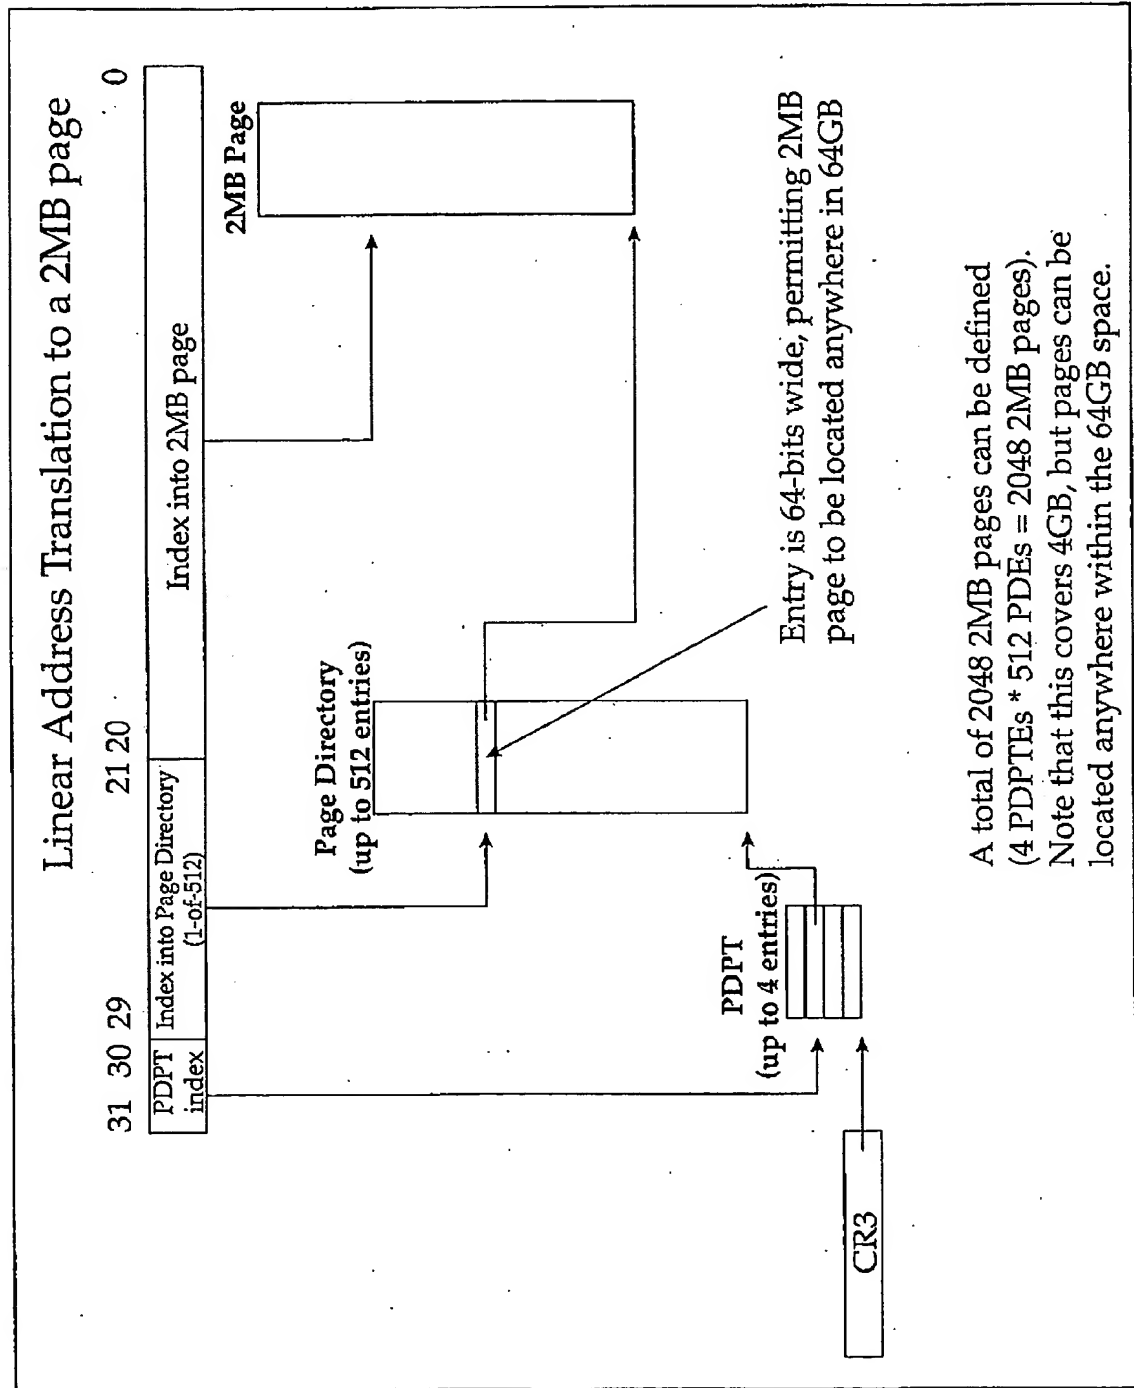 Linear Address Translation to a 2MB page
31 30 29 21 20 0
PDPT
index
Index into Page Directory
(1-of-512)
Index into 2MB page
2MB Page
Page Directory
(up to 512 entries)
PDPT
(up to 4 entries)
CR3
Entry is 64-bits wide, permitting 2MB
page to be located anywhere in 64GB
A total of 2048 2MB pages can be defined
(4 PDPTEs * 512 PDEs = 2048 2MB pages).
Note that this covers 4GB, but pages can be
located anywhere within the 64GB space.